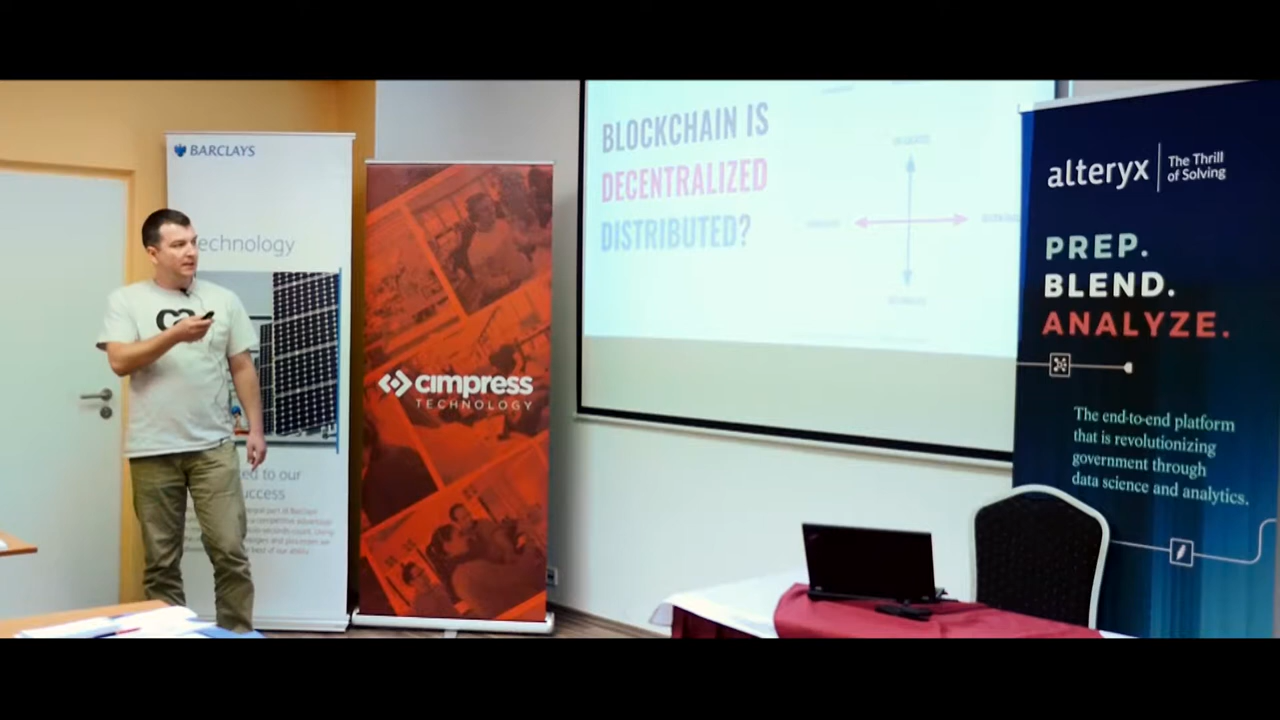 BARCLAYS
echnology
ed to our
uccess
cimpress
TECHNOLOGY
BLOCKCHAIN IS
DECENTRALIZED
DISTRIBUTED?
alteryx
The Thrill
of Solving
PREP.
BLEND.
ANALYZE.
The end-to-end platform
that is revolutionizing
government through
data science and analytics.